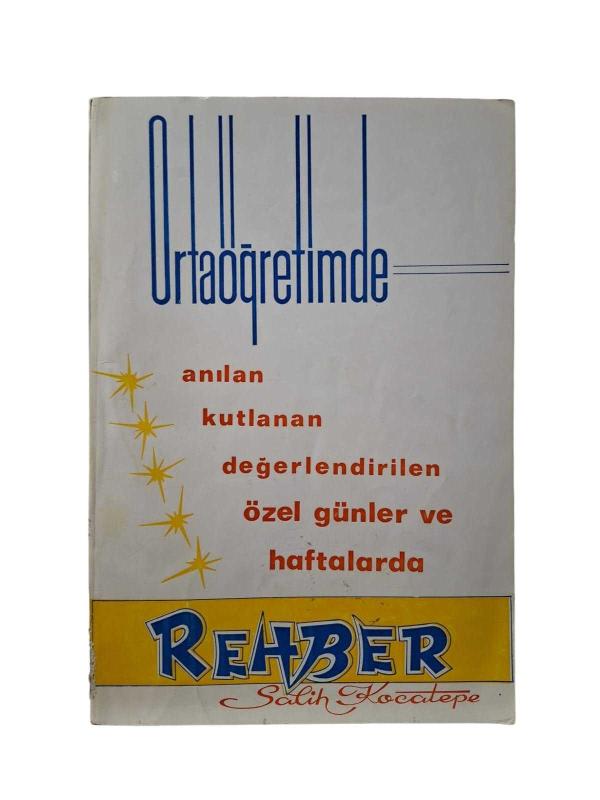 Ortaöğretimde
anılan
kutlanan
değerlendirilen
özel günler ve
haftalarda
REHBER
Salih Kocatepe